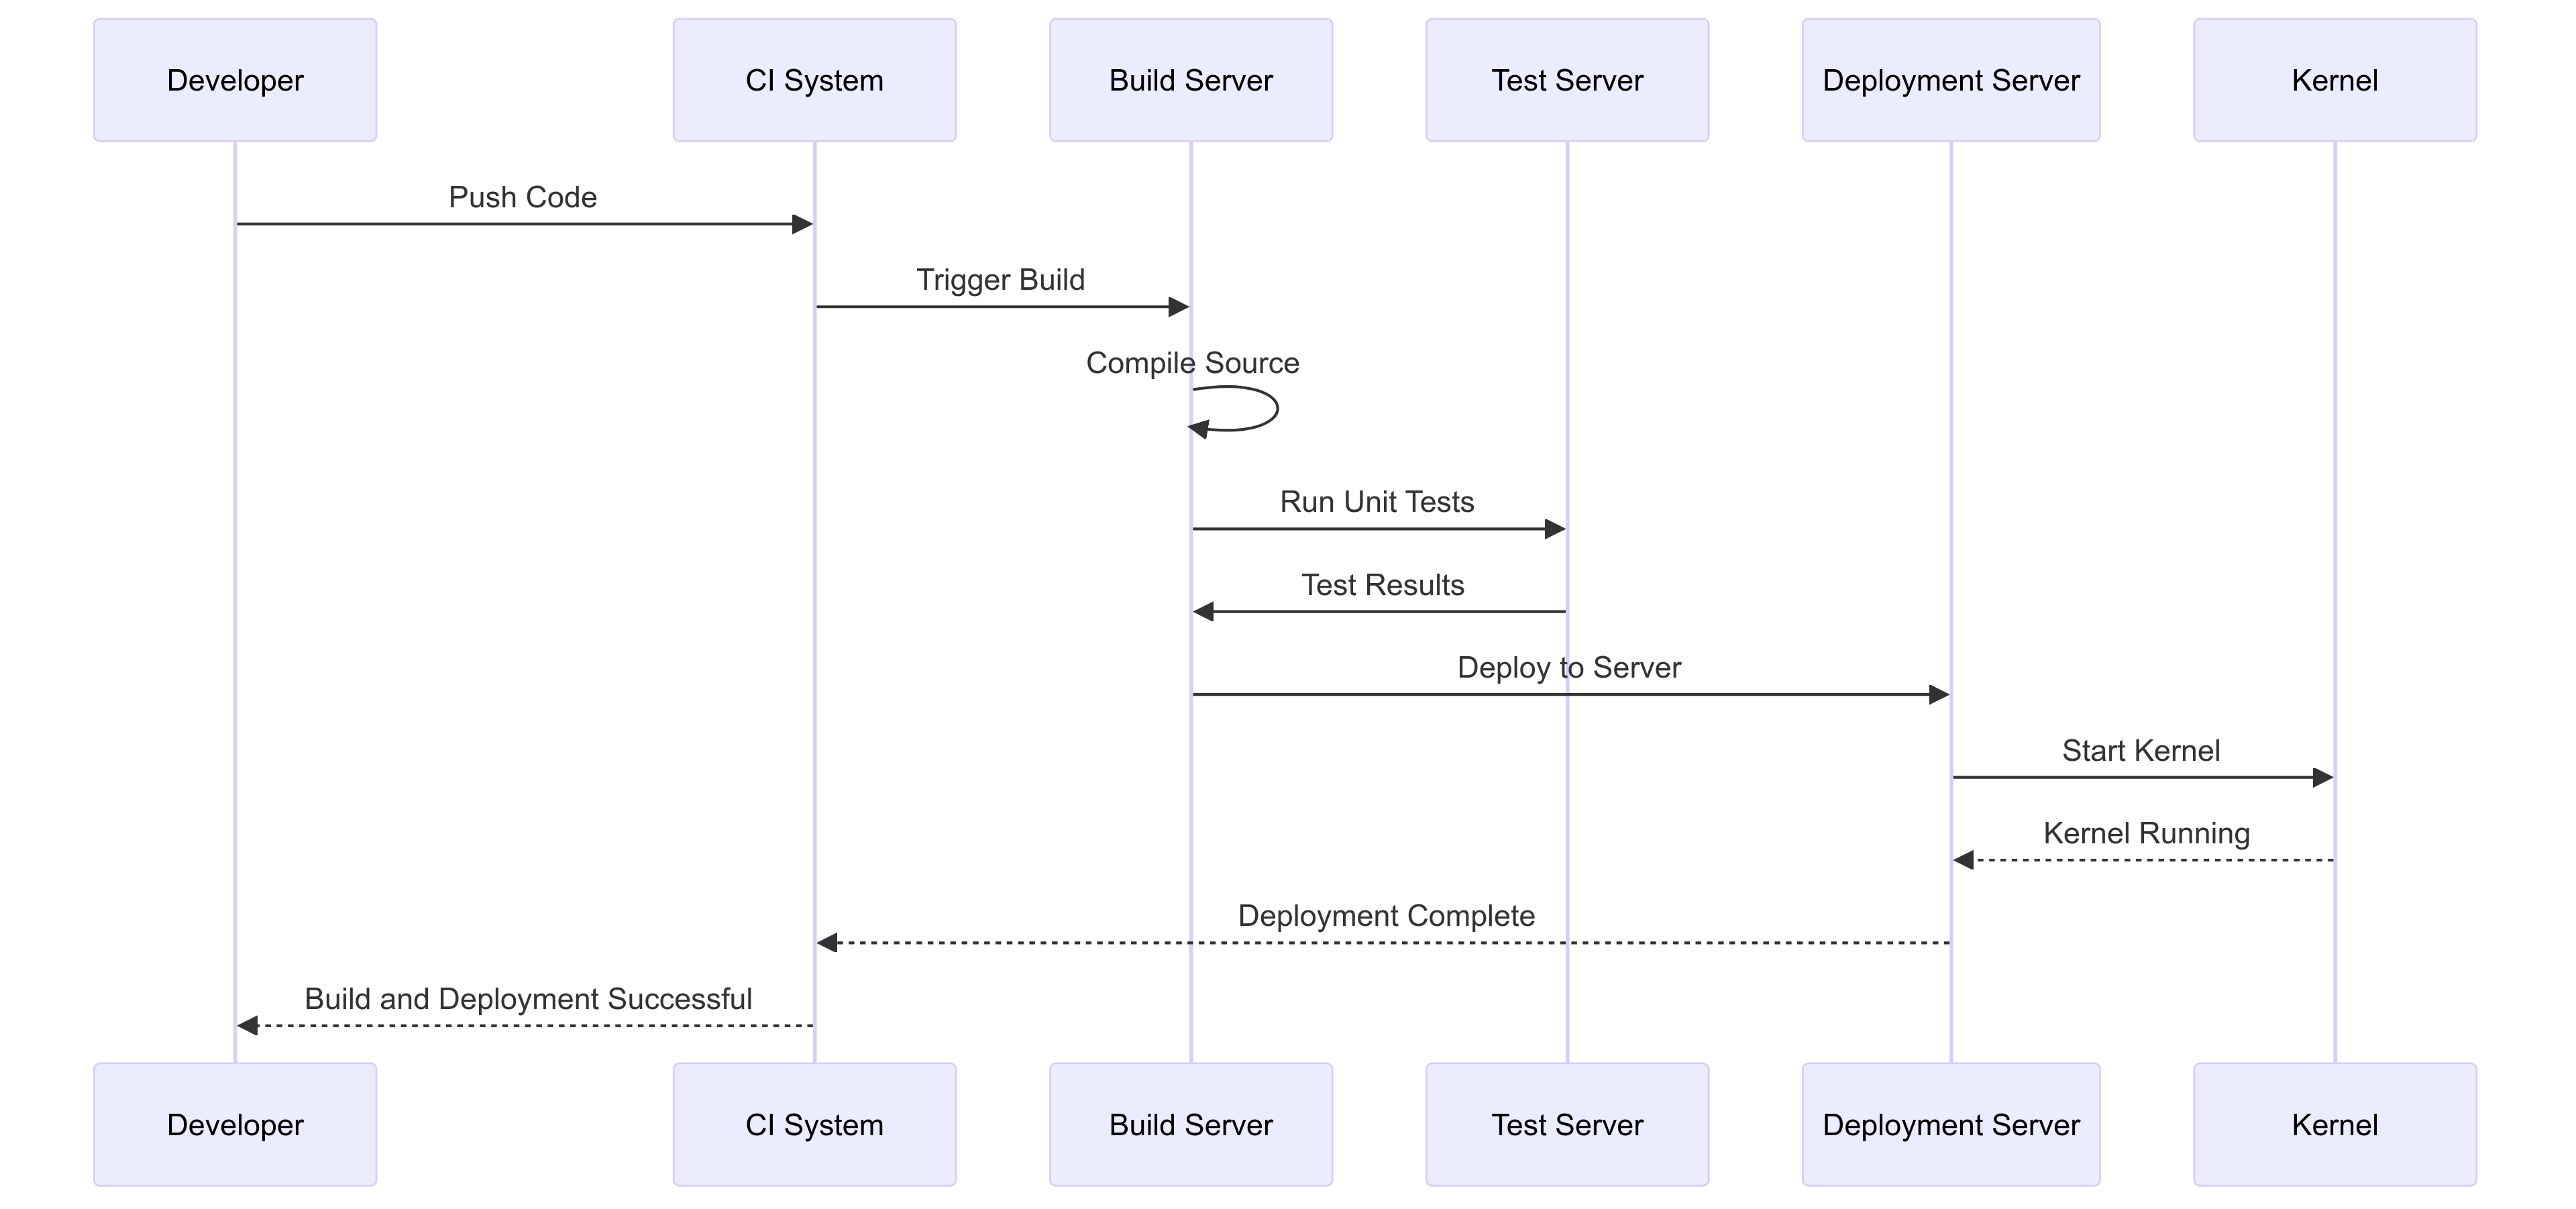 Developer
CI System
Build Server
Test Server
Deployment Server
Kernel
Push Code
Trigger Build
Compile Source
Run Unit Tests
Test Results
Deploy to Server
Start Kernel
Kernel Running
Deployment Complete
Build and Deployment Successful
Developer
CI System
Build Server
Test Server
Deployment Server
Kernel